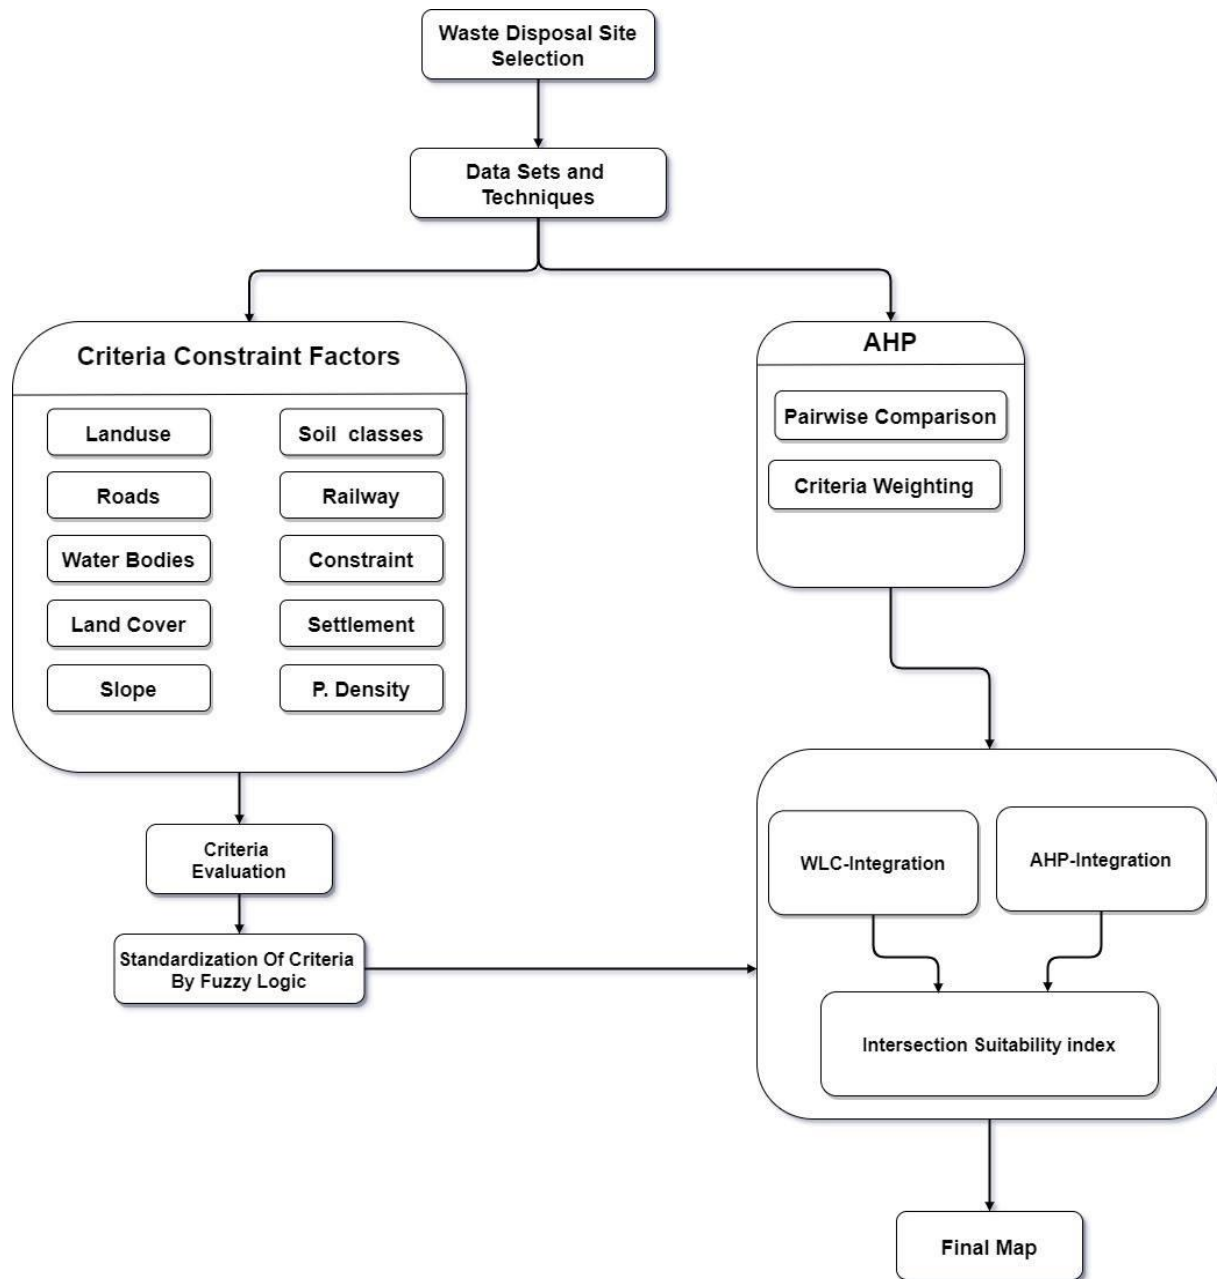 Waste Disposal Site
Selection
Data Sets and
Techniques
Criteria Constraint Factors
Landuse
Soil classes
Roads
Railway
Water Bodies
Constraint
Land Cover
Settlement
Slope
P. Density
AHP
Pairwise Comparison
Criteria Weighting
Criteria
Evaluation
Standardization Of Criteria
By Fuzzy Logic
WLC-Integration
AHP-Integration
Intersection Suitability index
Final Map